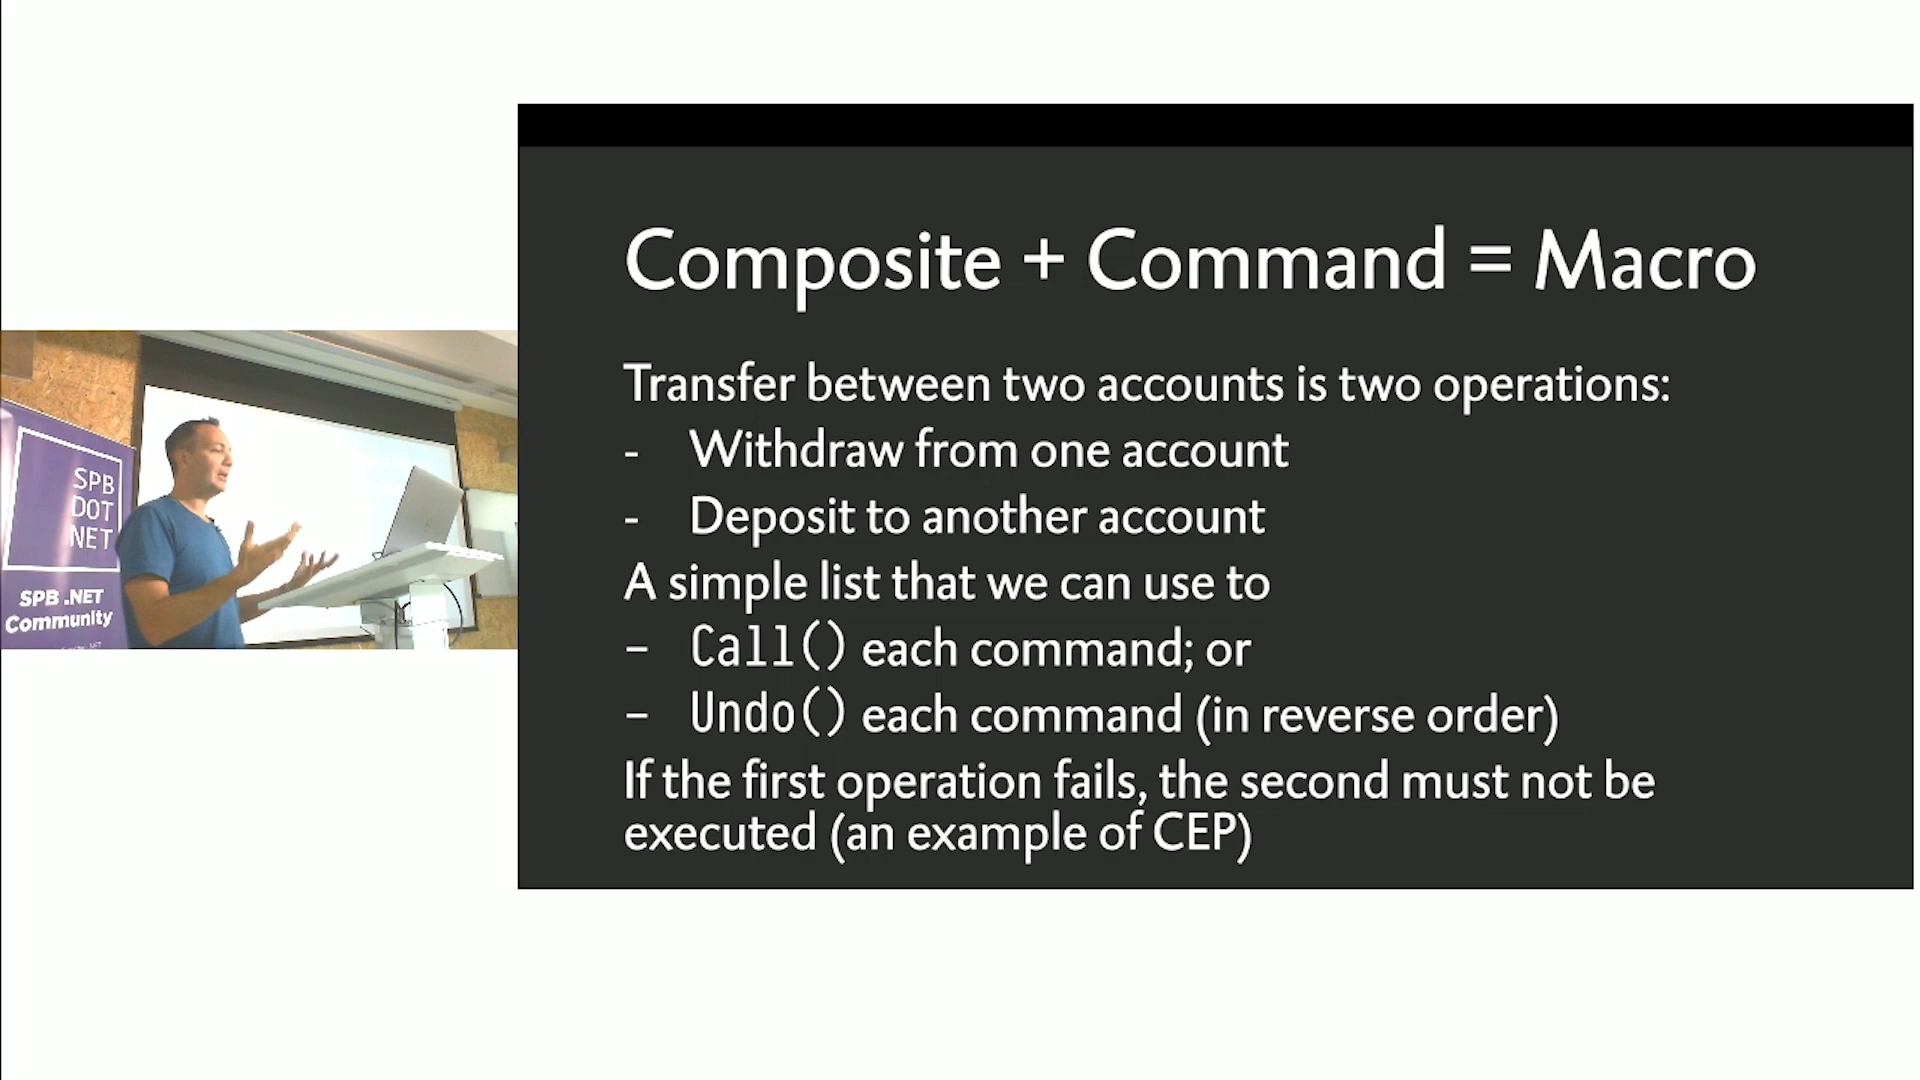 Composite + Command = Macro
Transfer between two accounts is two operations:
- Withdraw from one account
- Deposit to another account
A simple list that we can use to
– Call() each command; or
– Undo() each command (in reverse order)
If the first operation fails, the second must not be
executed (an example of CEP)
SPB
DOT
NET
SPB .NET
Community